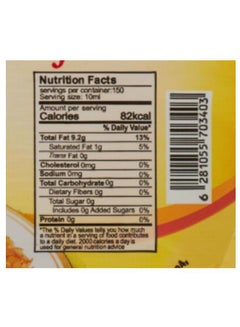 Nutrition Facts
servings per container:150
Serving size: 10ml
Amount per serving
Calories 82kcal
% Daily Value*
Total Fat 9.2g 13%
Saturated Fat 1g 5%
Trans Fat 0g
Cholesterol 0mg 0%
Sodium 0mg 0%
Total Carbohydrate 0g 0%
Dietary Fibers 0g 0%
Total Sugar 0g
Includes 0g Added Sugars 0%
Protein 0g 0%
*The % Daily Values tells you how much
a nutrient in a serving of food contributes
to a daily diet. 2000 calories a day is
used for general nutrition advice
6 281055 703403